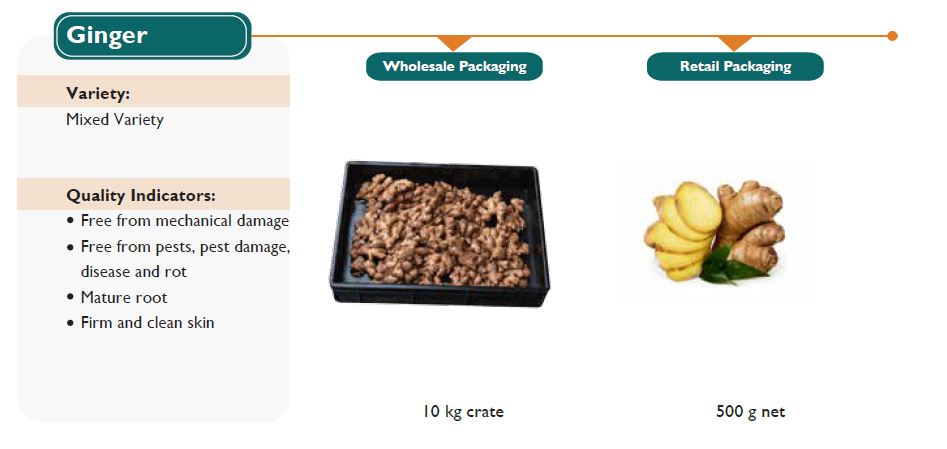 Ginger
Wholesale Packaging
Retail Packaging
Variety:
Mixed Variety
Quality Indicators:
• Free from mechanical damage
• Free from pests, pest damage,
disease and rot
• Mature root
• Firm and clean skin
10 kg crate
500 g net